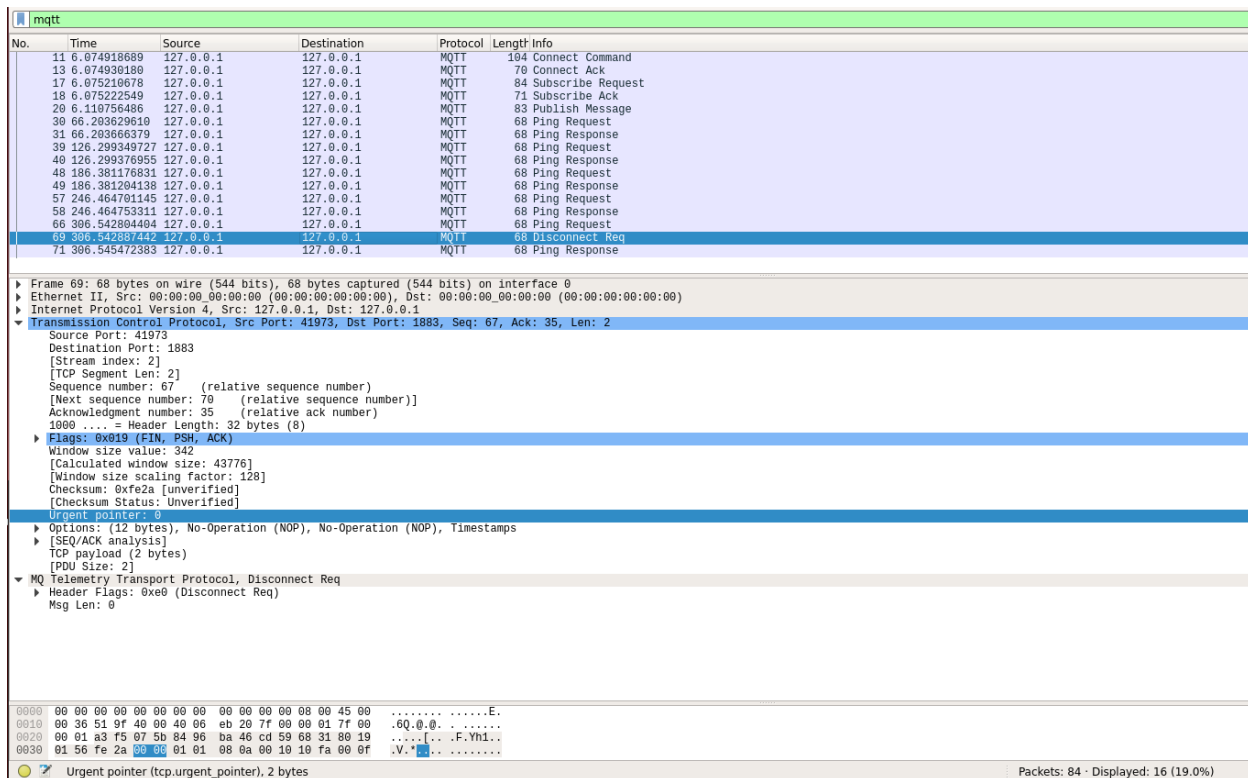 mqtt
No. Time Source Destination Protocol Length Info
11 6.074918689 127.0.0.1 127.0.0.1 MQTT 104 Connect Command
13 6.074930180 127.0.0.1 127.0.0.1 MQTT 70 Connect Ack
17 6.075210678 127.0.0.1 127.0.0.1 MQTT 84 Subscribe Request
18 6.075222549 127.0.0.1 127.0.0.1 MQTT 71 Subscribe Ack
20 6.110756486 127.0.0.1 127.0.0.1 MQTT 83 Publish Message
30 66.203629610 127.0.0.1 127.0.0.1 MQTT 68 Ping Request
31 66.203666379 127.0.0.1 127.0.0.1 MQTT 68 Ping Response
39 126.299349727 127.0.0.1 127.0.0.1 MQTT 68 Ping Request
40 126.299376955 127.0.0.1 127.0.0.1 MQTT 68 Ping Response
48 186.381176831 127.0.0.1 127.0.0.1 MQTT 68 Ping Request
49 186.381204138 127.0.0.1 127.0.0.1 MQTT 68 Ping Response
57 246.464701145 127.0.0.1 127.0.0.1 MQTT 68 Ping Request
58 246.464753311 127.0.0.1 127.0.0.1 MQTT 68 Ping Response
66 306.542804404 127.0.0.1 127.0.0.1 MQTT 68 Ping Request
69 306.542887442 127.0.0.1 127.0.0.1 MQTT 68 Disconnect Req
71 306.545472383 127.0.0.1 127.0.0.1 MQTT 68 Ping Response
Frame 69: 68 bytes on wire (544 bits), 68 bytes captured (544 bits) on interface 0
Ethernet II, Src: 00:00:00_00:00:00 (00:00:00:00:00:00), Dst: 00:00:00_00:00:00 (00:00:00:00:00:00)
Internet Protocol Version 4, Src: 127.0.0.1, Dst: 127.0.0.1
Transmission Control Protocol, Src Port: 41973, Dst Port: 1883, Seq: 67, Ack: 35, Len: 2
Source Port: 41973
Destination Port: 1883
[Stream index: 2]
[TCP Segment Len: 2]
Sequence number: 67 (relative sequence number)
[Next sequence number: 70 (relative sequence number)]
Acknowledgment number: 35 (relative ack number)
1000 .... = Header Length: 32 bytes (8)
Flags: 0x019 (FIN, PSH, ACK)
Window size value: 342
[Calculated window size: 43776]
[Window size scaling factor: 128]
Checksum: 0xfe2a [unverified]
[Checksum Status: Unverified]
Urgent pointer: 0
Options: (12 bytes), No-Operation (NOP), No-Operation (NOP), Timestamps
[SEQ/ACK analysis]
TCP payload (2 bytes)
[PDU Size: 2]
MQ Telemetry Transport Protocol, Disconnect Req
Header Flags: 0xe0 (Disconnect Req)
Msg Len: 0
0000 00 00 00 00 00 00 00 00 00 00 00 00 08 00 45 00 ........ ......E.
0010 00 36 51 9f 40 00 40 06 eb 20 7f 00 00 01 7f 00 .6Q.@.@. . ......
0020 00 01 a3 f5 07 5b 84 96 ba 46 cd 59 68 31 80 19 .....[.. .F.Yh1..
0030 01 56 fe 2a 00 00 01 01 08 0a 00 10 10 fa 00 0f .V.*.... ........
Urgent pointer (tcp.urgent_pointer), 2 bytes Packets: 84 · Displayed: 16 (19.0%)